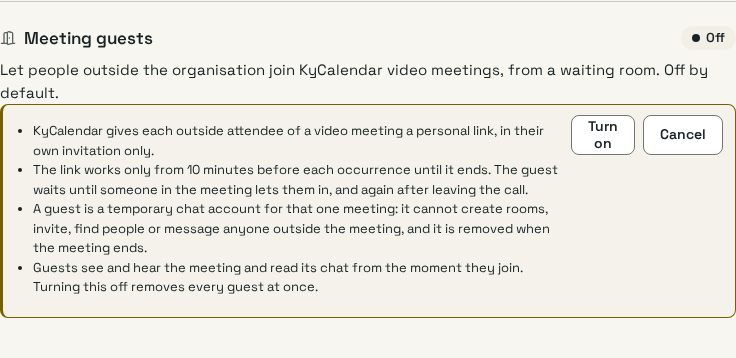 Meeting guests
Off
Let people outside the organisation join KyCalendar video meetings, from a waiting room. Off by
default.
• KyCalendar gives each outside attendee of a video meeting a personal link, in their
own invitation only.
• The link works only from 10 minutes before each occurrence until it ends. The guest
waits until someone in the meeting lets them in, and again after leaving the call.
• A guest is a temporary chat account for that one meeting: it cannot create rooms,
invite, find people or message anyone outside the meeting, and it is removed when
the meeting ends.
• Guests see and hear the meeting and read its chat from the moment they join.
Turning this off removes every guest at once.
Turn
on
Cancel